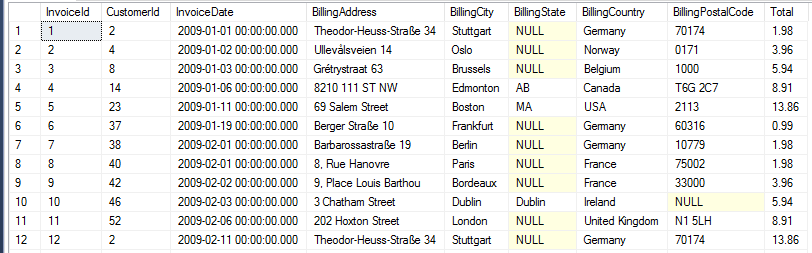 InvoiceId CustomerId InvoiceDate BillingAddress BillingCity BillingState BillingCountry BillingPostalCode Total
1 1 2 2009-01-01 00:00:00.000 Theodor-Heuss-Straße 34 Stuttgart NULL Germany 70174 1.98
2 2 4 2009-01-02 00:00:00.000 Ullevålsveien 14 Oslo NULL Norway 0171 3.96
3 3 8 2009-01-03 00:00:00.000 Grétrystraat 63 Brussels NULL Belgium 1000 5.94
4 4 14 2009-01-06 00:00:00.000 8210 111 ST NW Edmonton AB Canada T6G 2C7 8.91
5 5 23 2009-01-11 00:00:00.000 69 Salem Street Boston MA USA 2113 13.86
6 6 37 2009-01-19 00:00:00.000 Berger Straße 10 Frankfurt NULL Germany 60316 0.99
7 7 38 2009-02-01 00:00:00.000 Barbarossastraße 19 Berlin NULL Germany 10779 1.98
8 8 40 2009-02-01 00:00:00.000 8, Rue Hanovre Paris NULL France 75002 1.98
9 9 42 2009-02-02 00:00:00.000 9, Place Louis Barthou Bordeaux NULL France 33000 3.96
10 10 46 2009-02-03 00:00:00.000 3 Chatham Street Dublin Dublin Ireland NULL 5.94
11 11 52 2009-02-06 00:00:00.000 202 Hoxton Street London NULL United Kingdom N1 5LH 8.91
12 12 2 2009-02-11 00:00:00.000 Theodor-Heuss-Straße 34 Stuttgart NULL Germany 70174 13.86